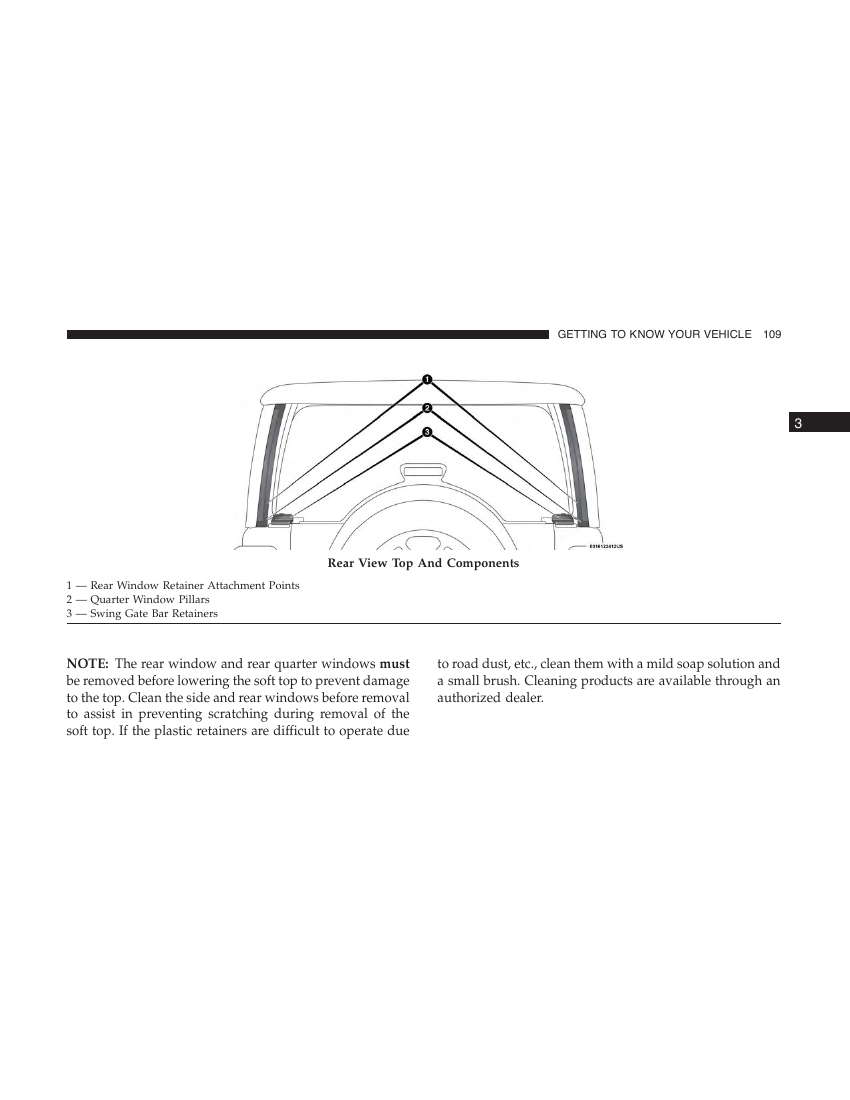 GETTING TO KNOW YOUR VEHICLE 109
3
1
2
3
Rear View Top And Components
1 — Rear Window Retainer Attachment Points
2 — Quarter Window Pillars
3 — Swing Gate Bar Retainers
NOTE: The rear window and rear quarter windows must
be removed before lowering the soft top to prevent damage
to the top. Clean the side and rear windows before removal
to assist in preventing scratching during removal of the
soft top. If the plastic retainers are difficult to operate due
to road dust, etc., clean them with a mild soap solution and
a small brush. Cleaning products are available through an
authorized dealer.